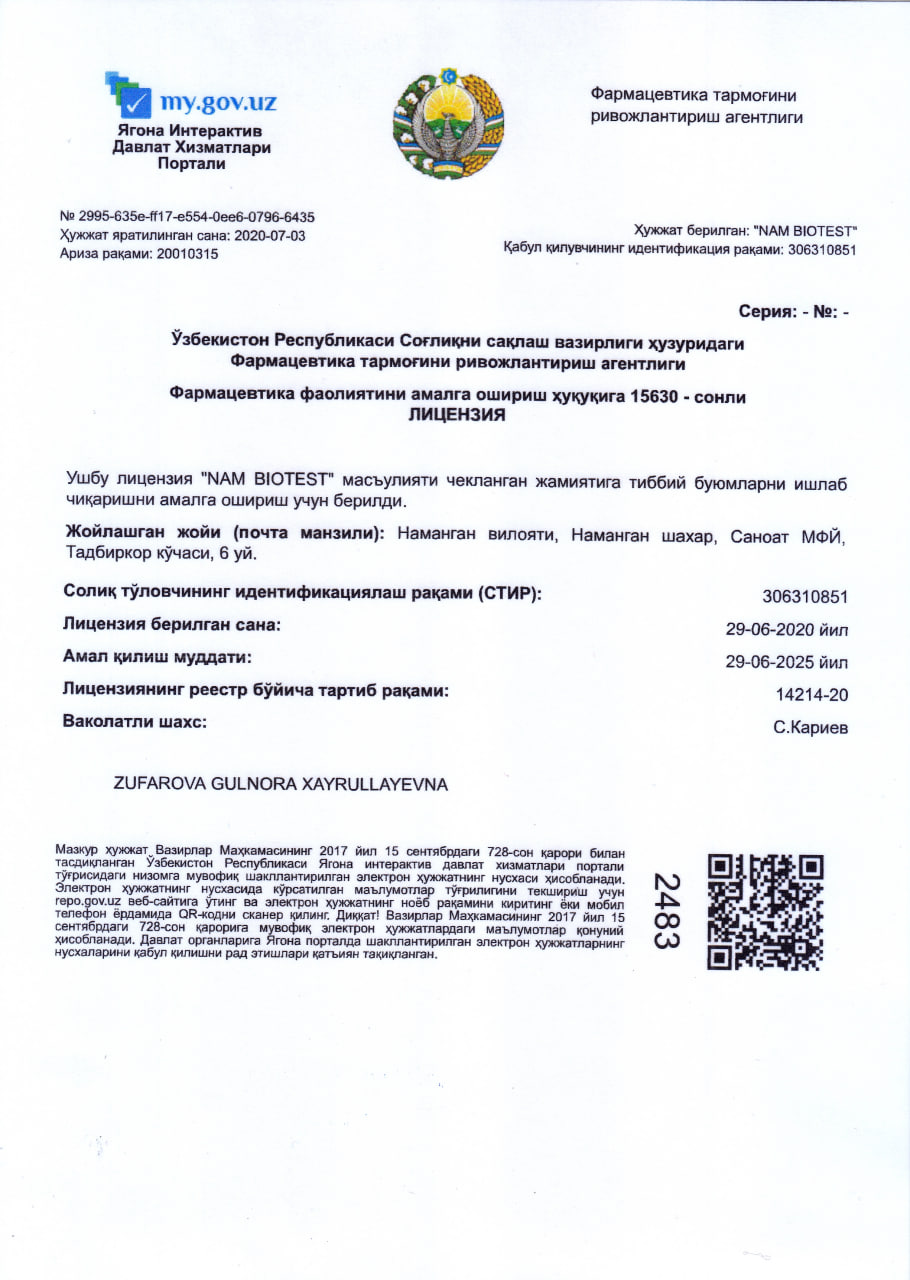 my.gov.uz
Ягона Интерактив
Давлат Хизматлари
Портали
Фармацевтика тармоғини
ривожлантириш агентлиги
№ 2995-635e-ff17-e554-0ee6-0796-6435
Ҳужжат яратилинган сана: 2020-07-03
Ариза рақами: 20010315
Ҳужжат берилган: "NAM BIOTEST"
Қабул қилувчининг идентификация рақами: 306310851
Серия: - №: -
Ўзбекистон Республикаси Соғлиқни сақлаш вазирлиги ҳузуридаги
Фармацевтика тармоғини ривожлантириш агентлиги
Фармацевтика фаолиятини амалга ошириш ҳуқуқига 15630 - сонли
ЛИЦЕНЗИЯ
Ушбу лицензия "NAM BIOTEST" масъулияти чекланган жамиятига тиббий буюмларни ишлаб
чиқаришни амалга ошириш учун берилди.
Жойлашган жойи (почта манзили): Наманган вилояти, Наманган шахар, Саноат МФЙ,
Тадбиркор кўчаси, 6 уй.
Солиқ тўловчининг идентификациялаш рақами (СТИР): 306310851
Лицензия берилган сана: 29-06-2020 йил
Амал қилиш муддати: 29-06-2025 йил
Лицензиянинг реестр бўйича тартиб рақами: 14214-20
Ваколатли шахс: С.Кариев
ZUFAROVA GULNORA XAYRULLAYEVNA
Мазкур ҳужжат Вазирлар Маҳкамасининг 2017 йил 15 сентябрдаги 728-сон қарори билан
тасдиқланган Ўзбекистон Республикаси Ягона интерактив давлат хизматлари портали
тўғрисидаги низомга мувофиқ шакллантирилган электрон ҳужжатнинг нусхаси ҳисобланади.
Электрон ҳужжатнинг нусхасида кўрсатилган маълумотлар тўғрилигини текшириш учун
repo.gov.uz веб-сайтига ўтинг ва электрон ҳужжатнинг ноёб рақамини киритинг ёки мобил
телефон ёрдамида QR-кодни сканер қилинг. Диққат! Вазирлар Маҳкамасининг 2017 йил 15
сентябрдаги 728-сон қарорига мувофиқ электрон ҳужжатлардаги маълумотлар қонуний
ҳисобланади. Давлат органларига Ягона порталда шакллантирилган электрон ҳужжатларнинг
нусхаларини қабул қилишни рад этишлари қатъиян тақиқланган.
2483